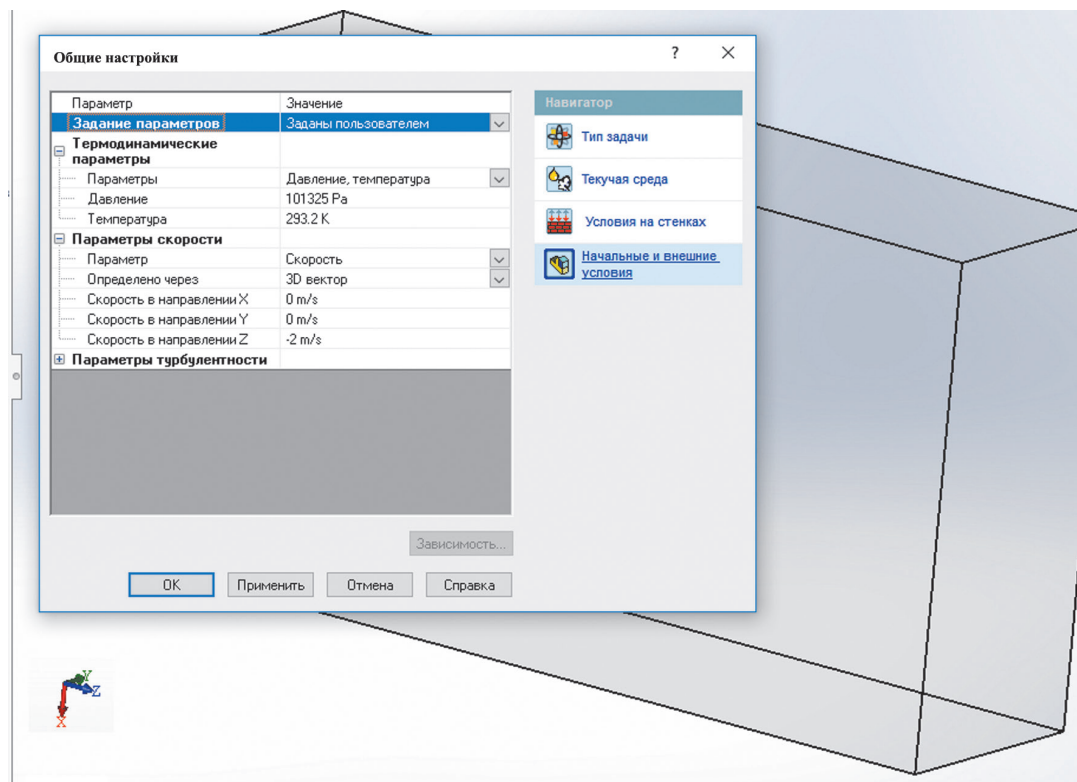 Общие настройки
?
Параметр Значение
Задание параметров Заданы пользователем
Термодинамические
параметры
Параметры Давление, температура
Давление 101325 Pa
Температура 293.2 K
Параметры скорости
Параметр Скорость
Определено через 3D вектор
Скорость в направлении X 0 m/s
Скорость в направлении Y 0 m/s
Скорость в направлении Z -2 m/s
Параметры турбулентности
Зависимость...
OK Применить Отмена Справка
Навигатор
Тип задачи
Текучая среда
Условия на стенках
Начальные и внешние
условия
Y
Z
X